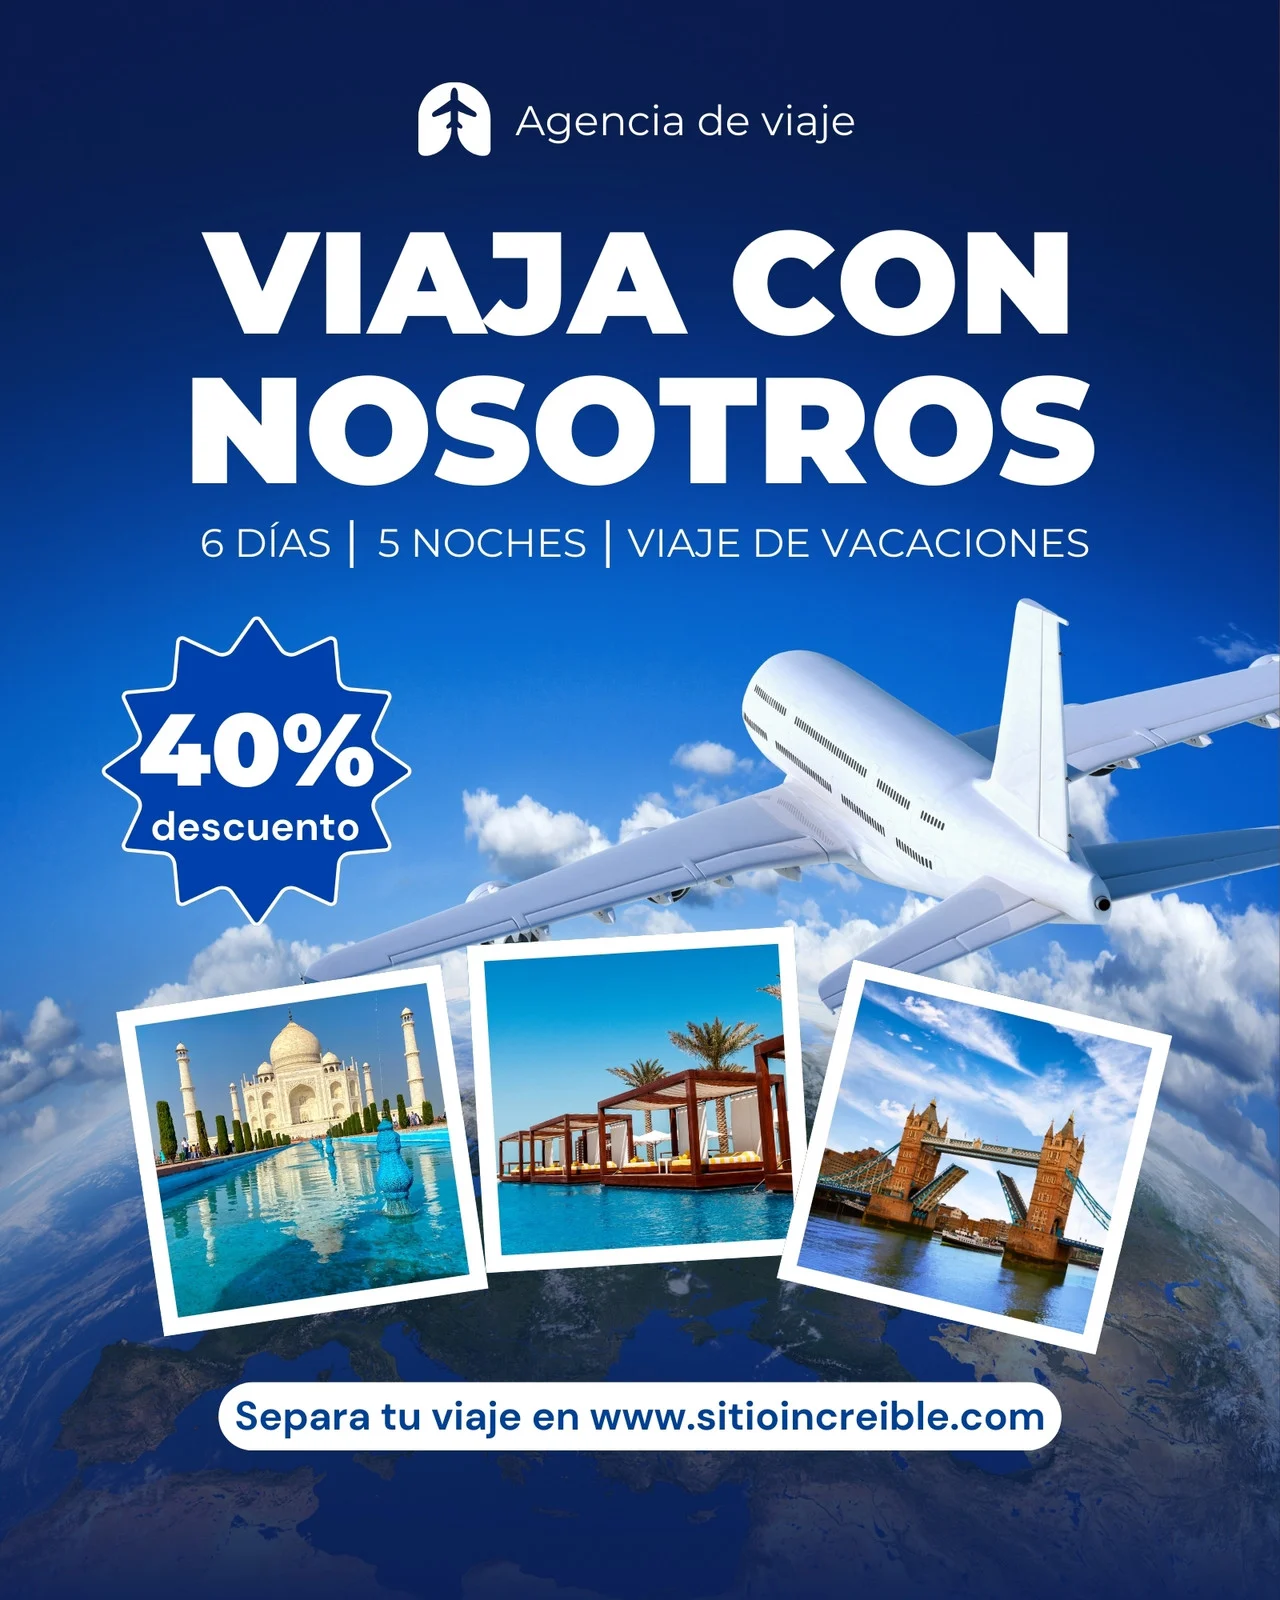 Agencia de viaje
VIAJA CON
NOSOTROS
6 DÍAS | 5 NOCHES | VIAJE DE VACACIONES
40%
descuento
Separa tu viaje en www.sitioincreible.com